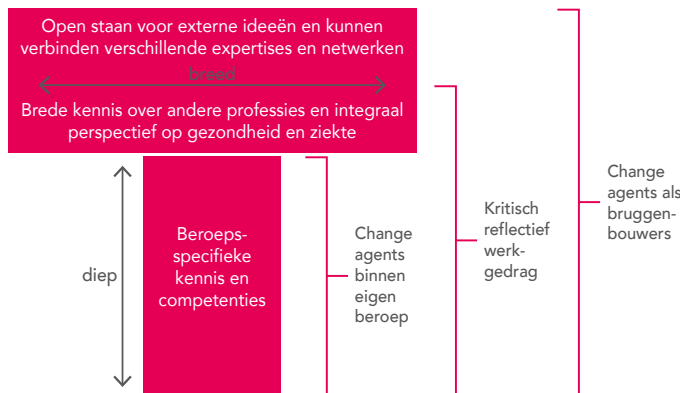 Open staan voor externe ideeën en kunnen
verbinden verschillende expertises en netwerken
breed
Brede kennis over andere professies en integraal
perspectief op gezondheid en ziekte
diep
Beroeps-
specifieke
kennis en
competenties
Change
agents
binnen
eigen
beroep
Kritisch
reflectief
werk-
gedrag
Change
agents als
bruggen-
bouwers